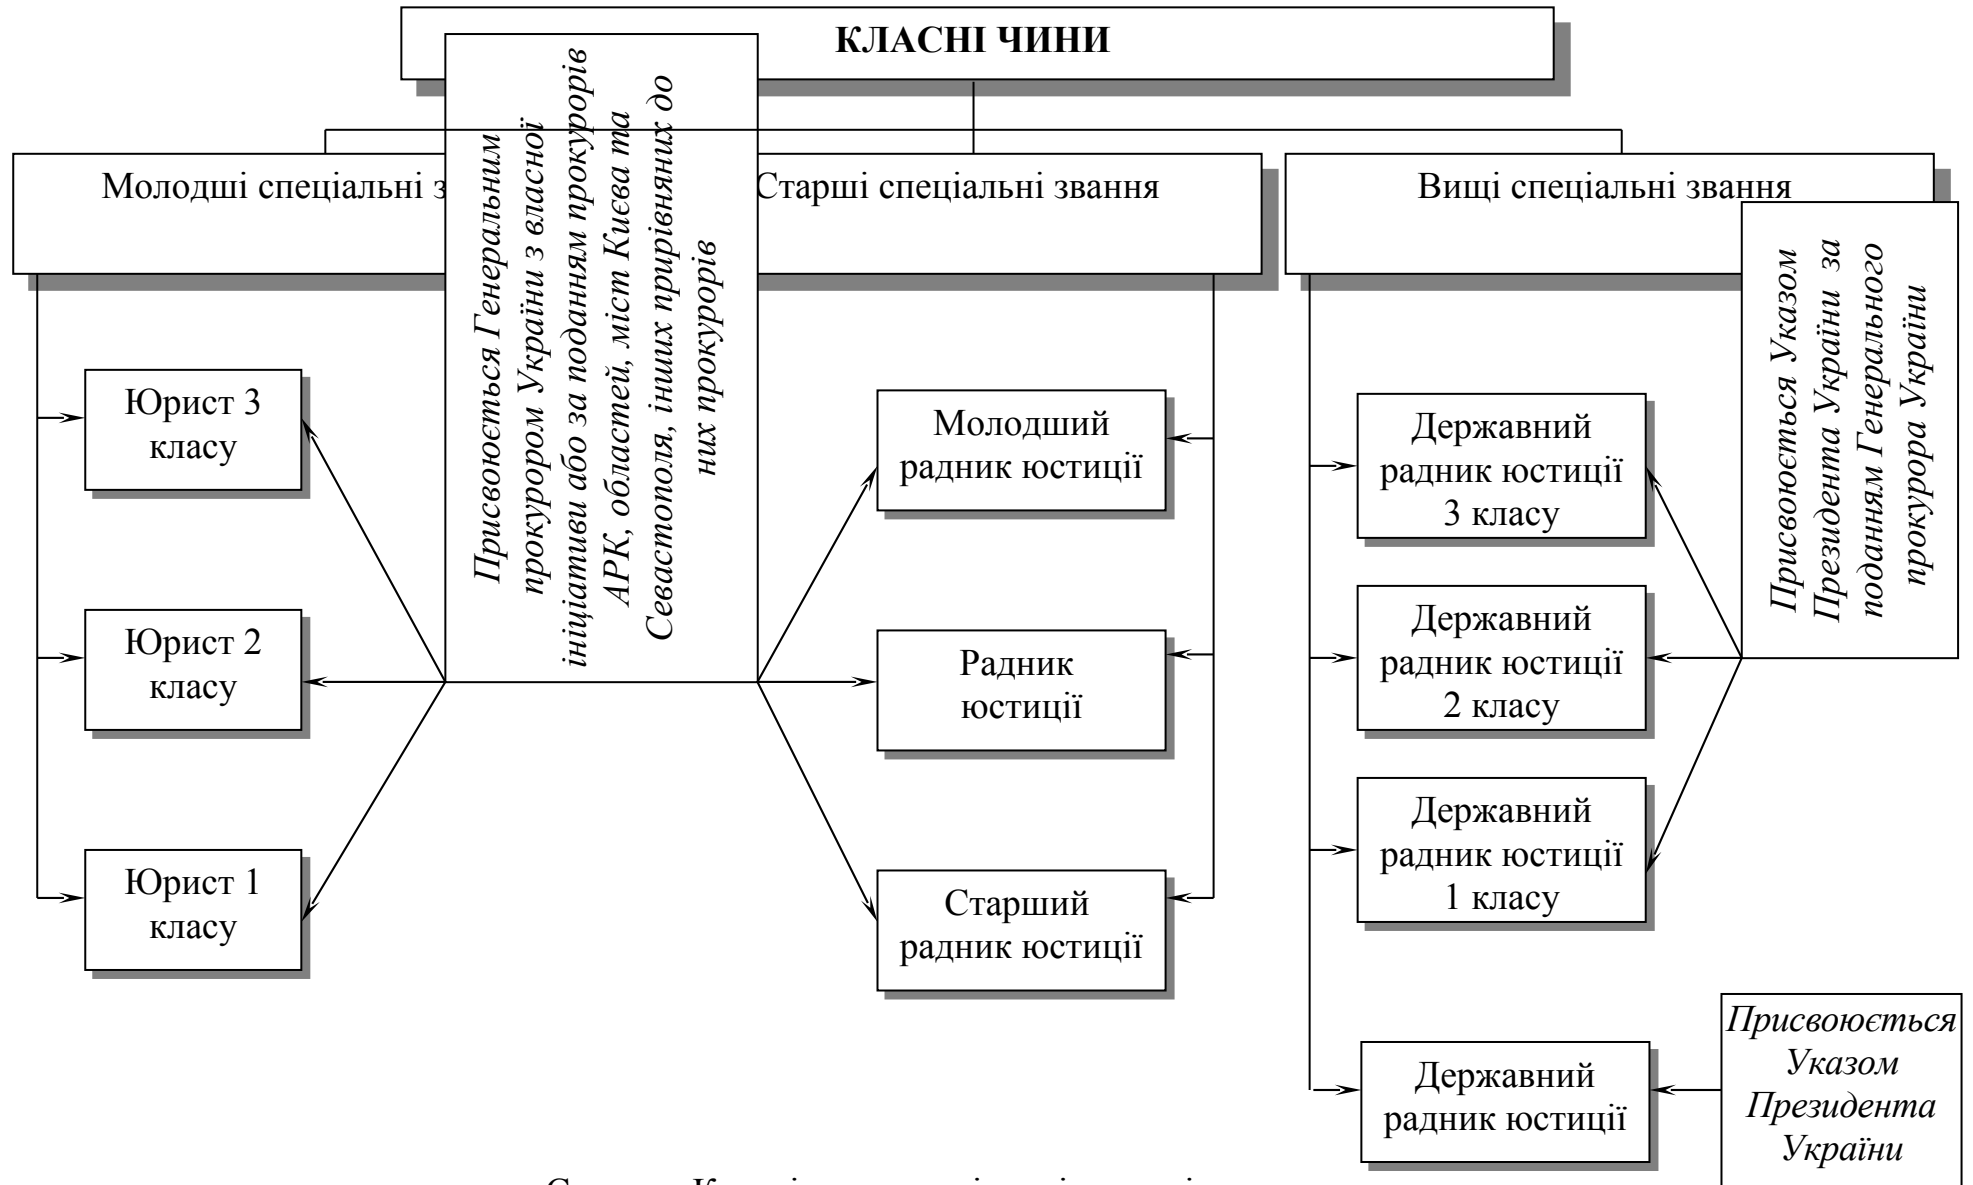 КЛАСНІ ЧИНИ
Молодші спеціальні з
Старші спеціальні звання
Вищі спеціальні звання
Присвоюється Генеральним
прокурором України з власної
ініціативи або за поданням прокурорів
АРК, областей, міст Києва та
Севастополя, інших прирівняних до
них прокурорів
Присвоюється Указом
Президента України за
поданням Генерального
прокурора України
Юрист 3
класу
Юрист 2
класу
Юрист 1
класу
Молодший
радник юстиції
Радник
юстиції
Старший
радник юстиції
Державний
радник юстиції
3 класу
Державний
радник юстиції
2 класу
Державний
радник юстиції
1 класу
Державний
радник юстиції
Присвоюється
Указом
Президента
України